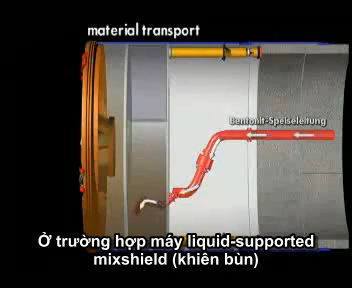 material transport
Bentonit-Speiseleitung
Ở trường hợp máy liquid-supported
mixshield (khiên bùn)